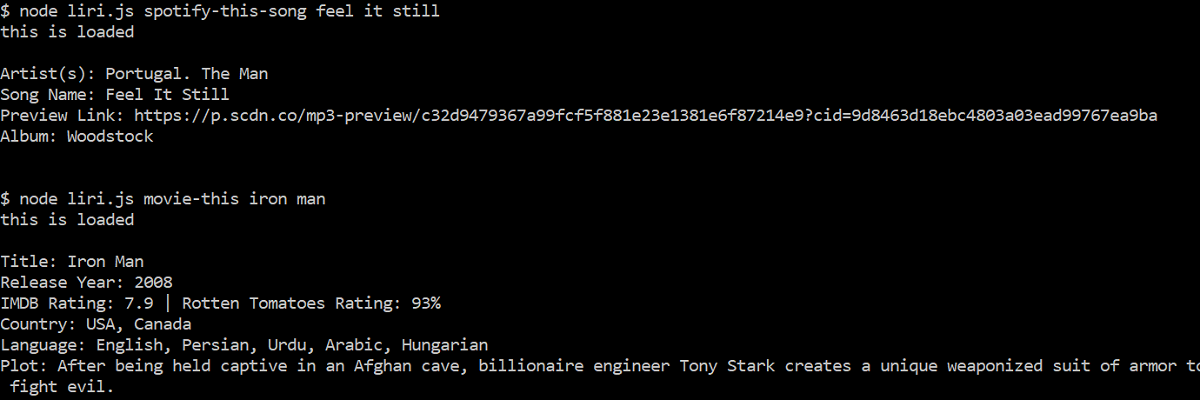 $ node liri.js spotify-this-song feel it still
this is loaded
Artist(s): Portugal. The Man
Song Name: Feel It Still
Preview Link: https://p.scdn.co/mp3-preview/c32d9479367a99fcf5f881e23e1381e6f87214e9?cid=9d8463d18ebc4803a03ead99767ea9ba
Album: Woodstock
$ node liri.js movie-this iron man
this is loaded
Title: Iron Man
Release Year: 2008
IMDB Rating: 7.9 | Rotten Tomatoes Rating: 93%
Country: USA, Canada
Language: English, Persian, Urdu, Arabic, Hungarian
Plot: After being held captive in an Afghan cave, billionaire engineer Tony Stark creates a unique weaponized suit of armor to
fight evil.